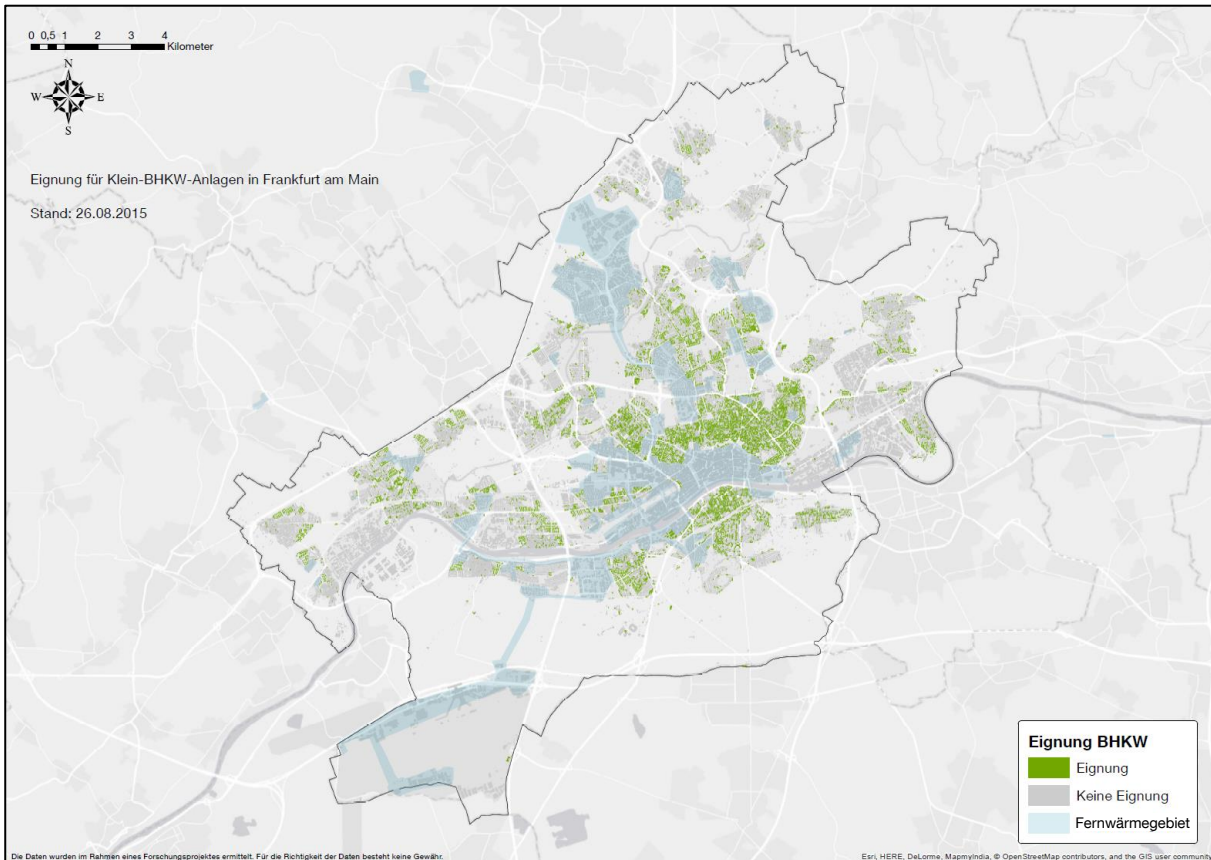 0 0,5 1 2 3 4
Kilometer
N
W E
S
Eignung für Klein-BHKW-Anlagen in Frankfurt am Main
Stand: 26.08.2015
Eignung BHKW
Eignung
Keine Eignung
Fernwärmegebiet
Die Daten wurden im Rahmen eines Forschungsprojektes ermittelt. Für die Richtigkeit der Daten besteht keine Gewähr.
Esri, HERE, DeLorme, MapmyIndia, © OpenStreetMap contributors, and the GIS user community